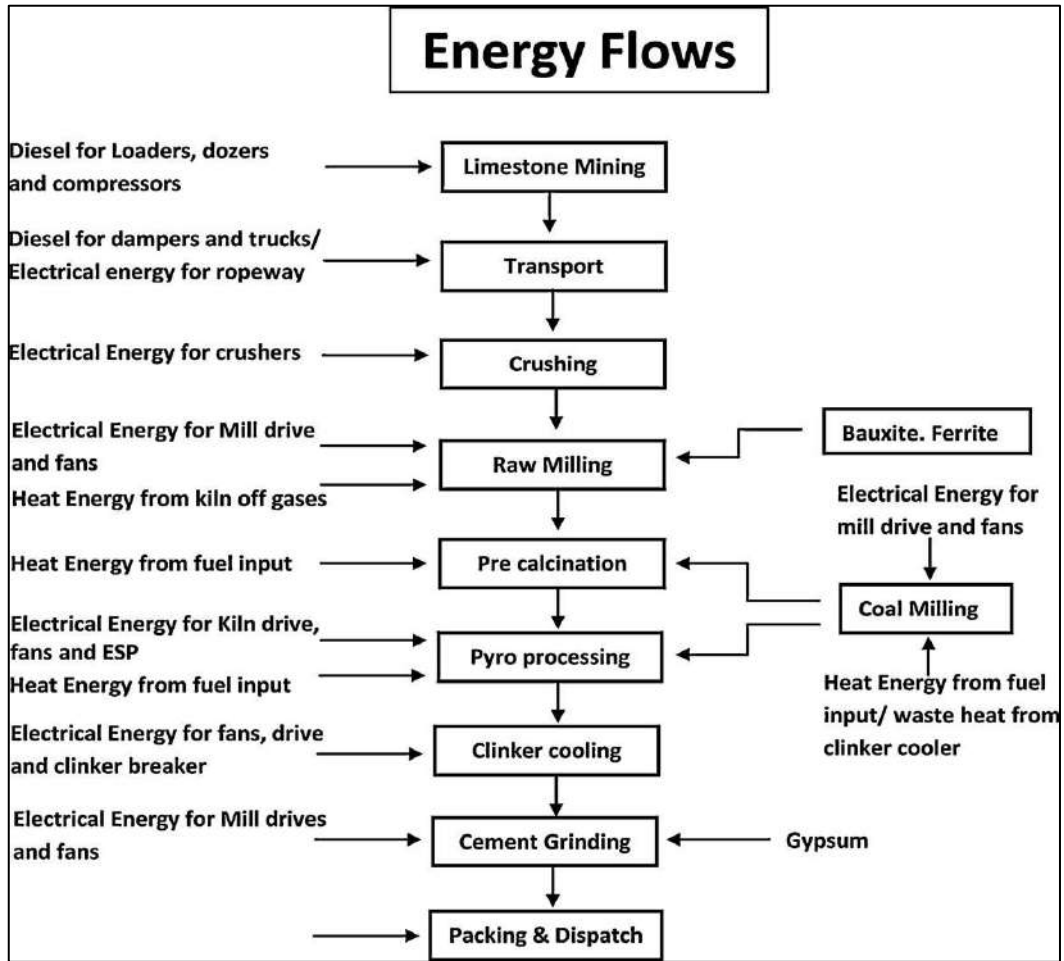 Energy Flows
Diesel for Loaders, dozers
and compressors
Limestone Mining
Diesel for dampers and trucks/
Electrical energy for ropeway
Transport
Electrical Energy for crushers
Crushing
Electrical Energy for Mill drive
and fans
Heat Energy from kiln off gases
Raw Milling
Bauxite. Ferrite
Electrical Energy for
mill drive and fans
Heat Energy from fuel input
Pre calcination
Coal Milling
Electrical Energy for Kiln drive,
fans and ESP
Heat Energy from fuel input
Pyro processing
Heat Energy from fuel
input/ waste heat from
clinker cooler
Electrical Energy for fans, drive
and clinker breaker
Clinker cooling
Electrical Energy for Mill drives
and fans
Cement Grinding
Gypsum
Packing & Dispatch